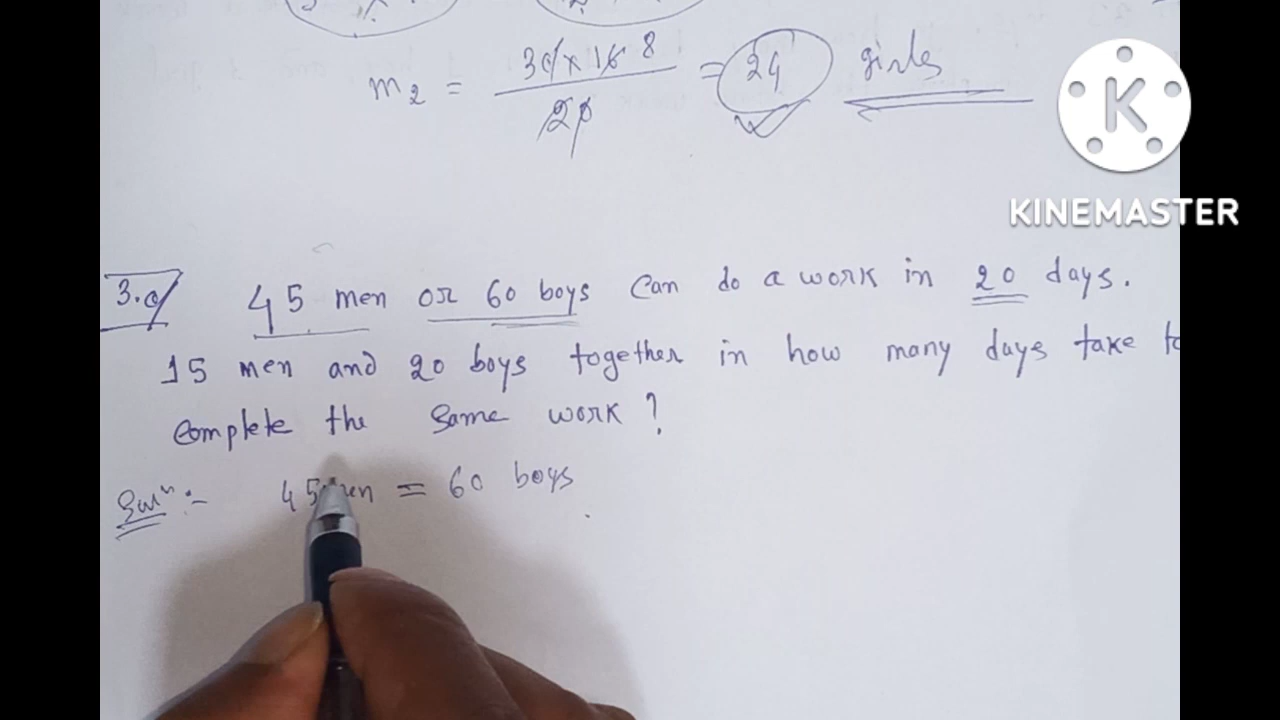 m2 = 30 x 16 8 / 20 = 24 girls
K
KINEMASTER
3.0/ 45 men or 60 boys can do a work in 20 days.
15 men and 20 boys together in how many days take to
complete the same work?
Solⁿ:- 45 men = 60 boys